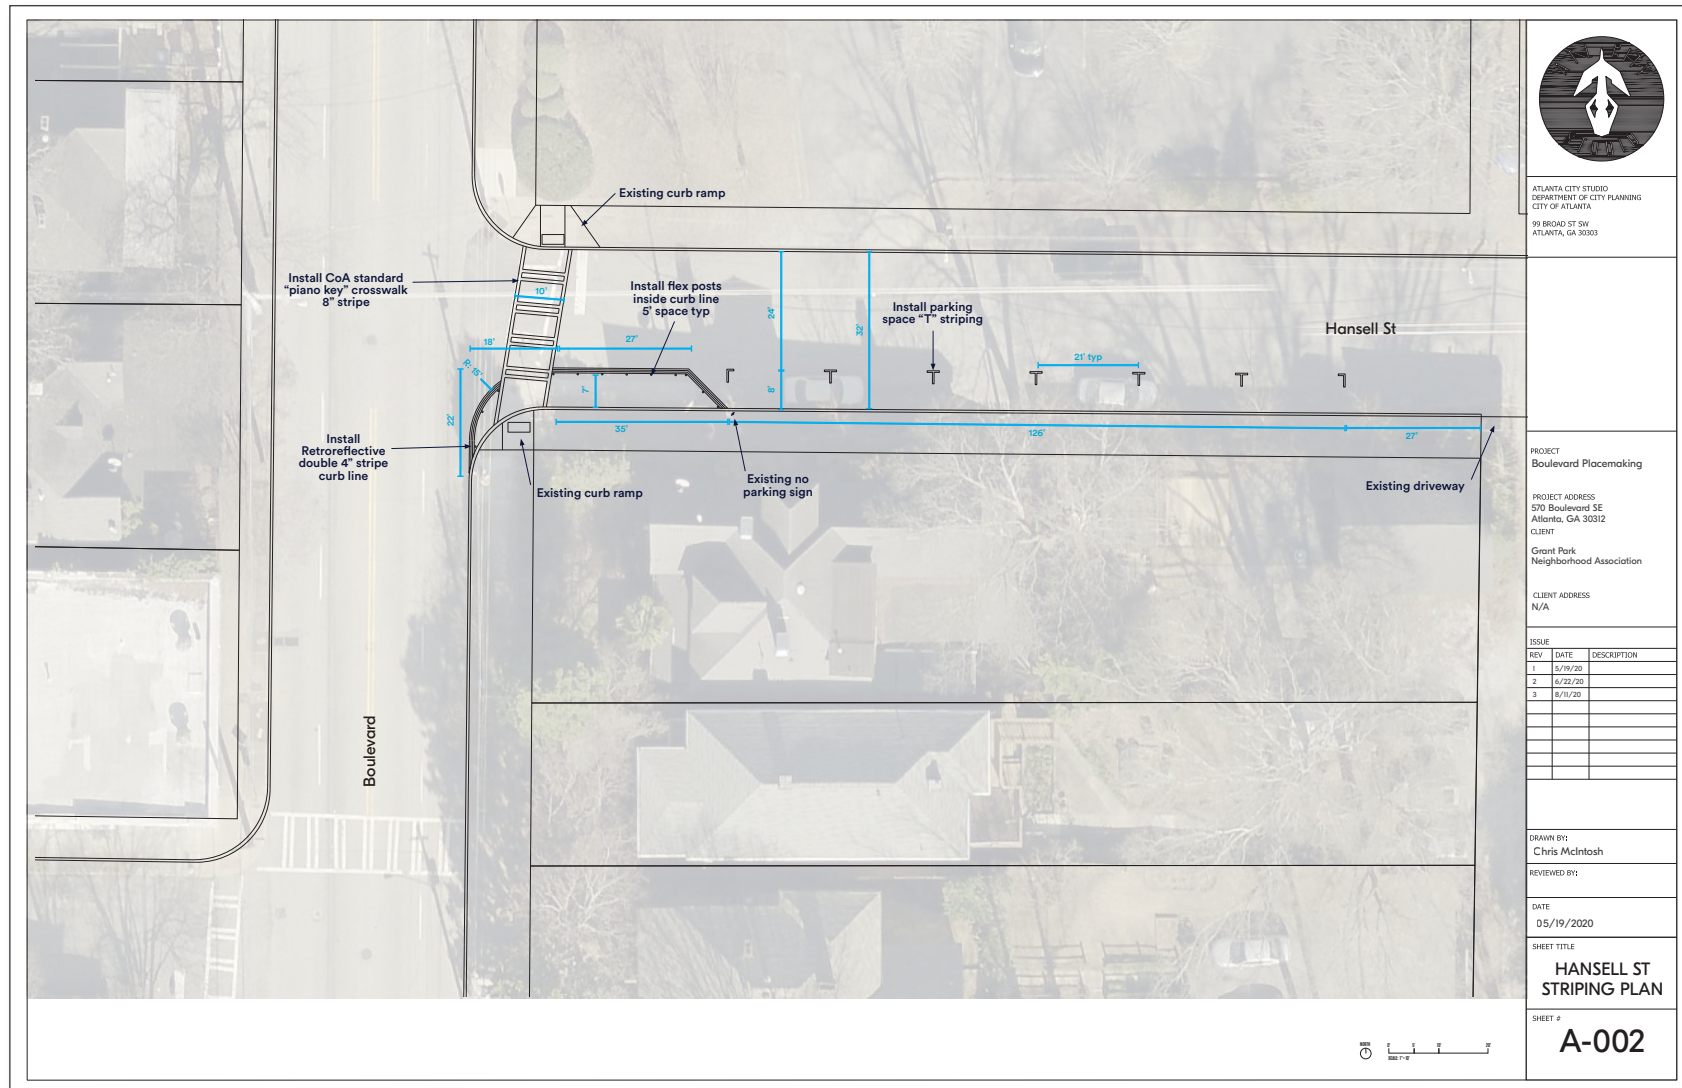 Existing curb ramp
Install CoA standard
“piano key” crosswalk
8” stripe
10'
Install flex posts
inside curb line
5’ space typ
24'
32'
Install parking
space “T” striping
Hansell St
18'
27'
21' typ
R: 15'
7'
8'
22'
35'
126'
27'
Install
Retroreflective
double 4” stripe
curb line
Existing curb ramp
Existing no
parking sign
Existing driveway
Boulevard
ATLANTA CITY STUDIO
DEPARTMENT OF CITY PLANNING
CITY OF ATLANTA
99 BROAD ST SW
ATLANTA, GA 30303
PROJECT
Boulevard Placemaking
PROJECT ADDRESS
570 Boulevard SE
Atlanta, GA 30312
CLIENT
Grant Park
Neighborhood Association
CLIENT ADDRESS
N/A
ISSUE
REV DATE DESCRIPTION
1 5/19/20
2 6/22/20
3 8/11/20
DRAWN BY:
Chris McIntosh
REVIEWED BY:
DATE
05/19/2020
SHEET TITLE
HANSELL ST
STRIPING PLAN
SHEET #
A-002
NORTH